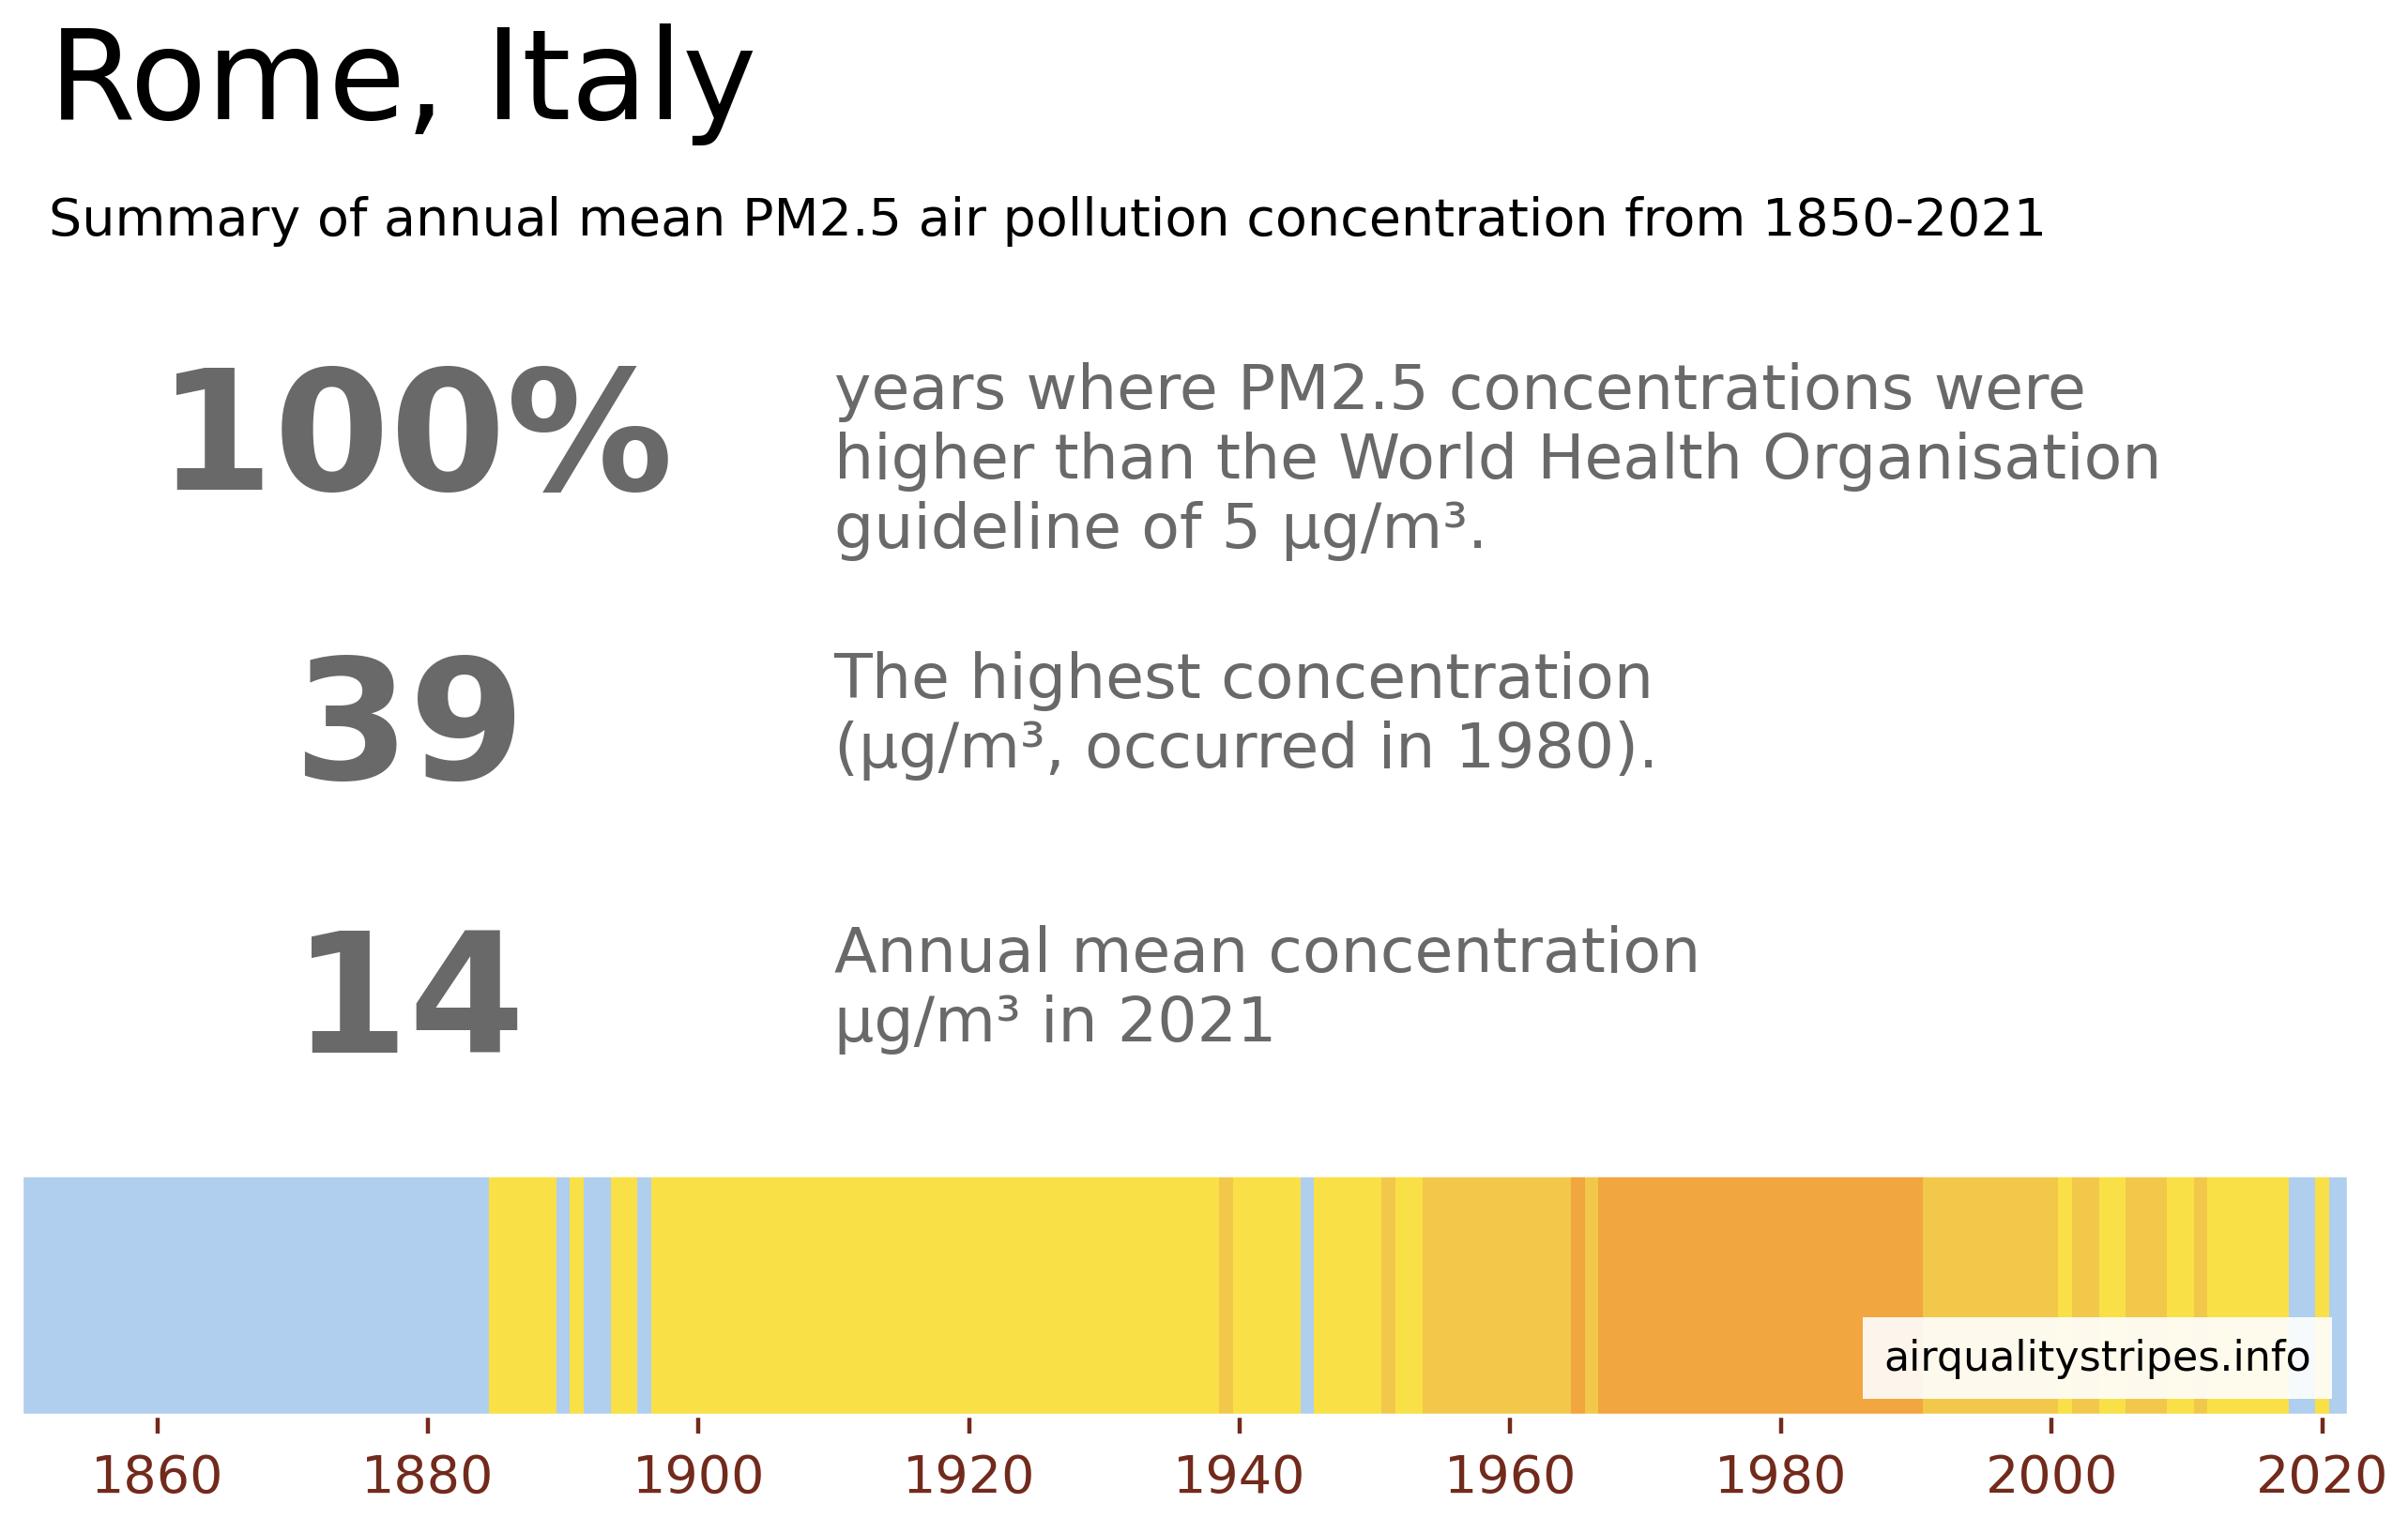 Rome, Italy
Summary of annual mean PM2.5 air pollution concentration from 1850-2021
100%
years where PM2.5 concentrations were
higher than the World Health Organisation
guideline of 5 µg/m³.
39
The highest concentration
(µg/m³, occurred in 1980).
14
Annual mean concentration
µg/m³ in 2021
airqualitystripes.info
1860 1880 1900 1920 1940 1960 1980 2000 2020